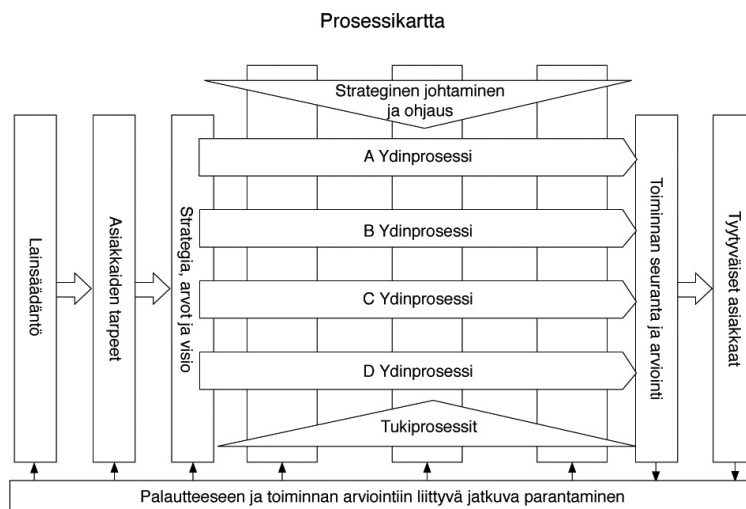 Prosessikartta
Strateginen johtaminen
ja ohjaus
Lainsäädäntö
Asiakkaiden tarpeet
Strategia, arvot ja visio
A Ydinprosessi
B Ydinprosessi
C Ydinprosessi
D Ydinprosessi
Tukiprosessit
Toiminnan seuranta ja arviointi
Tyytyväiset asiakkaat
Palautteeseen ja toiminnan arviointiin liittyvä jatkuva parantaminen